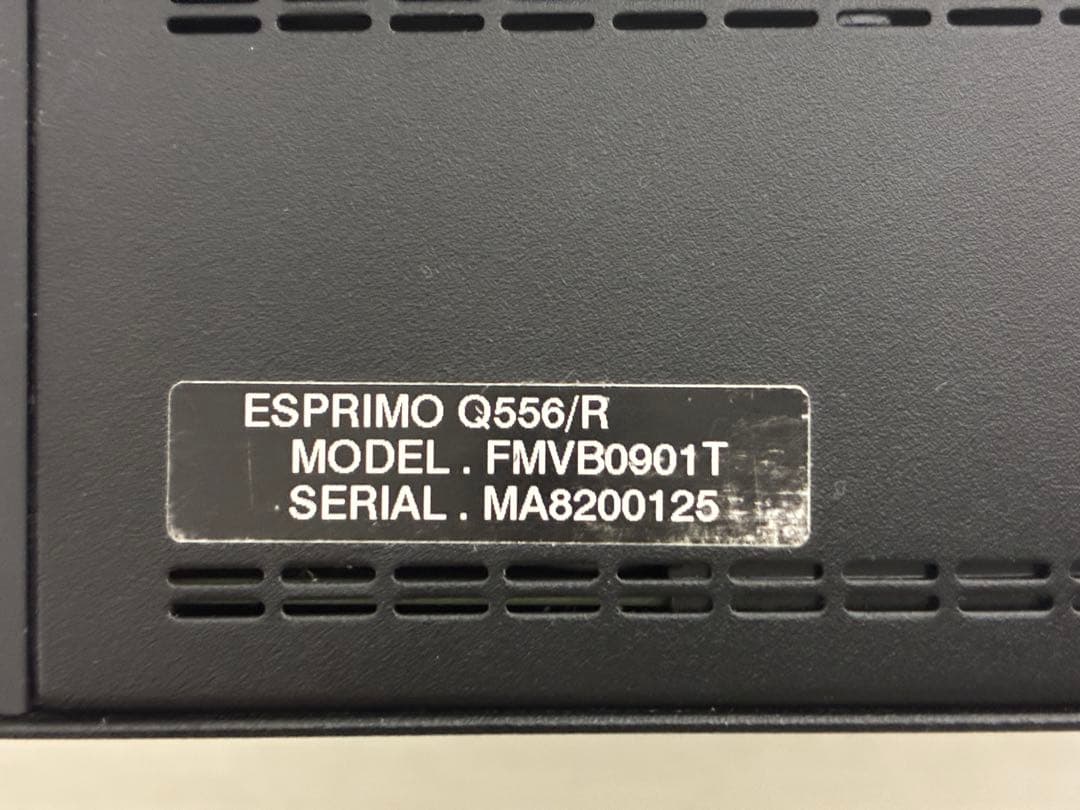 ESPRIMO Q556/R
MODEL . FMVB0901T
SERIAL . MA8200125